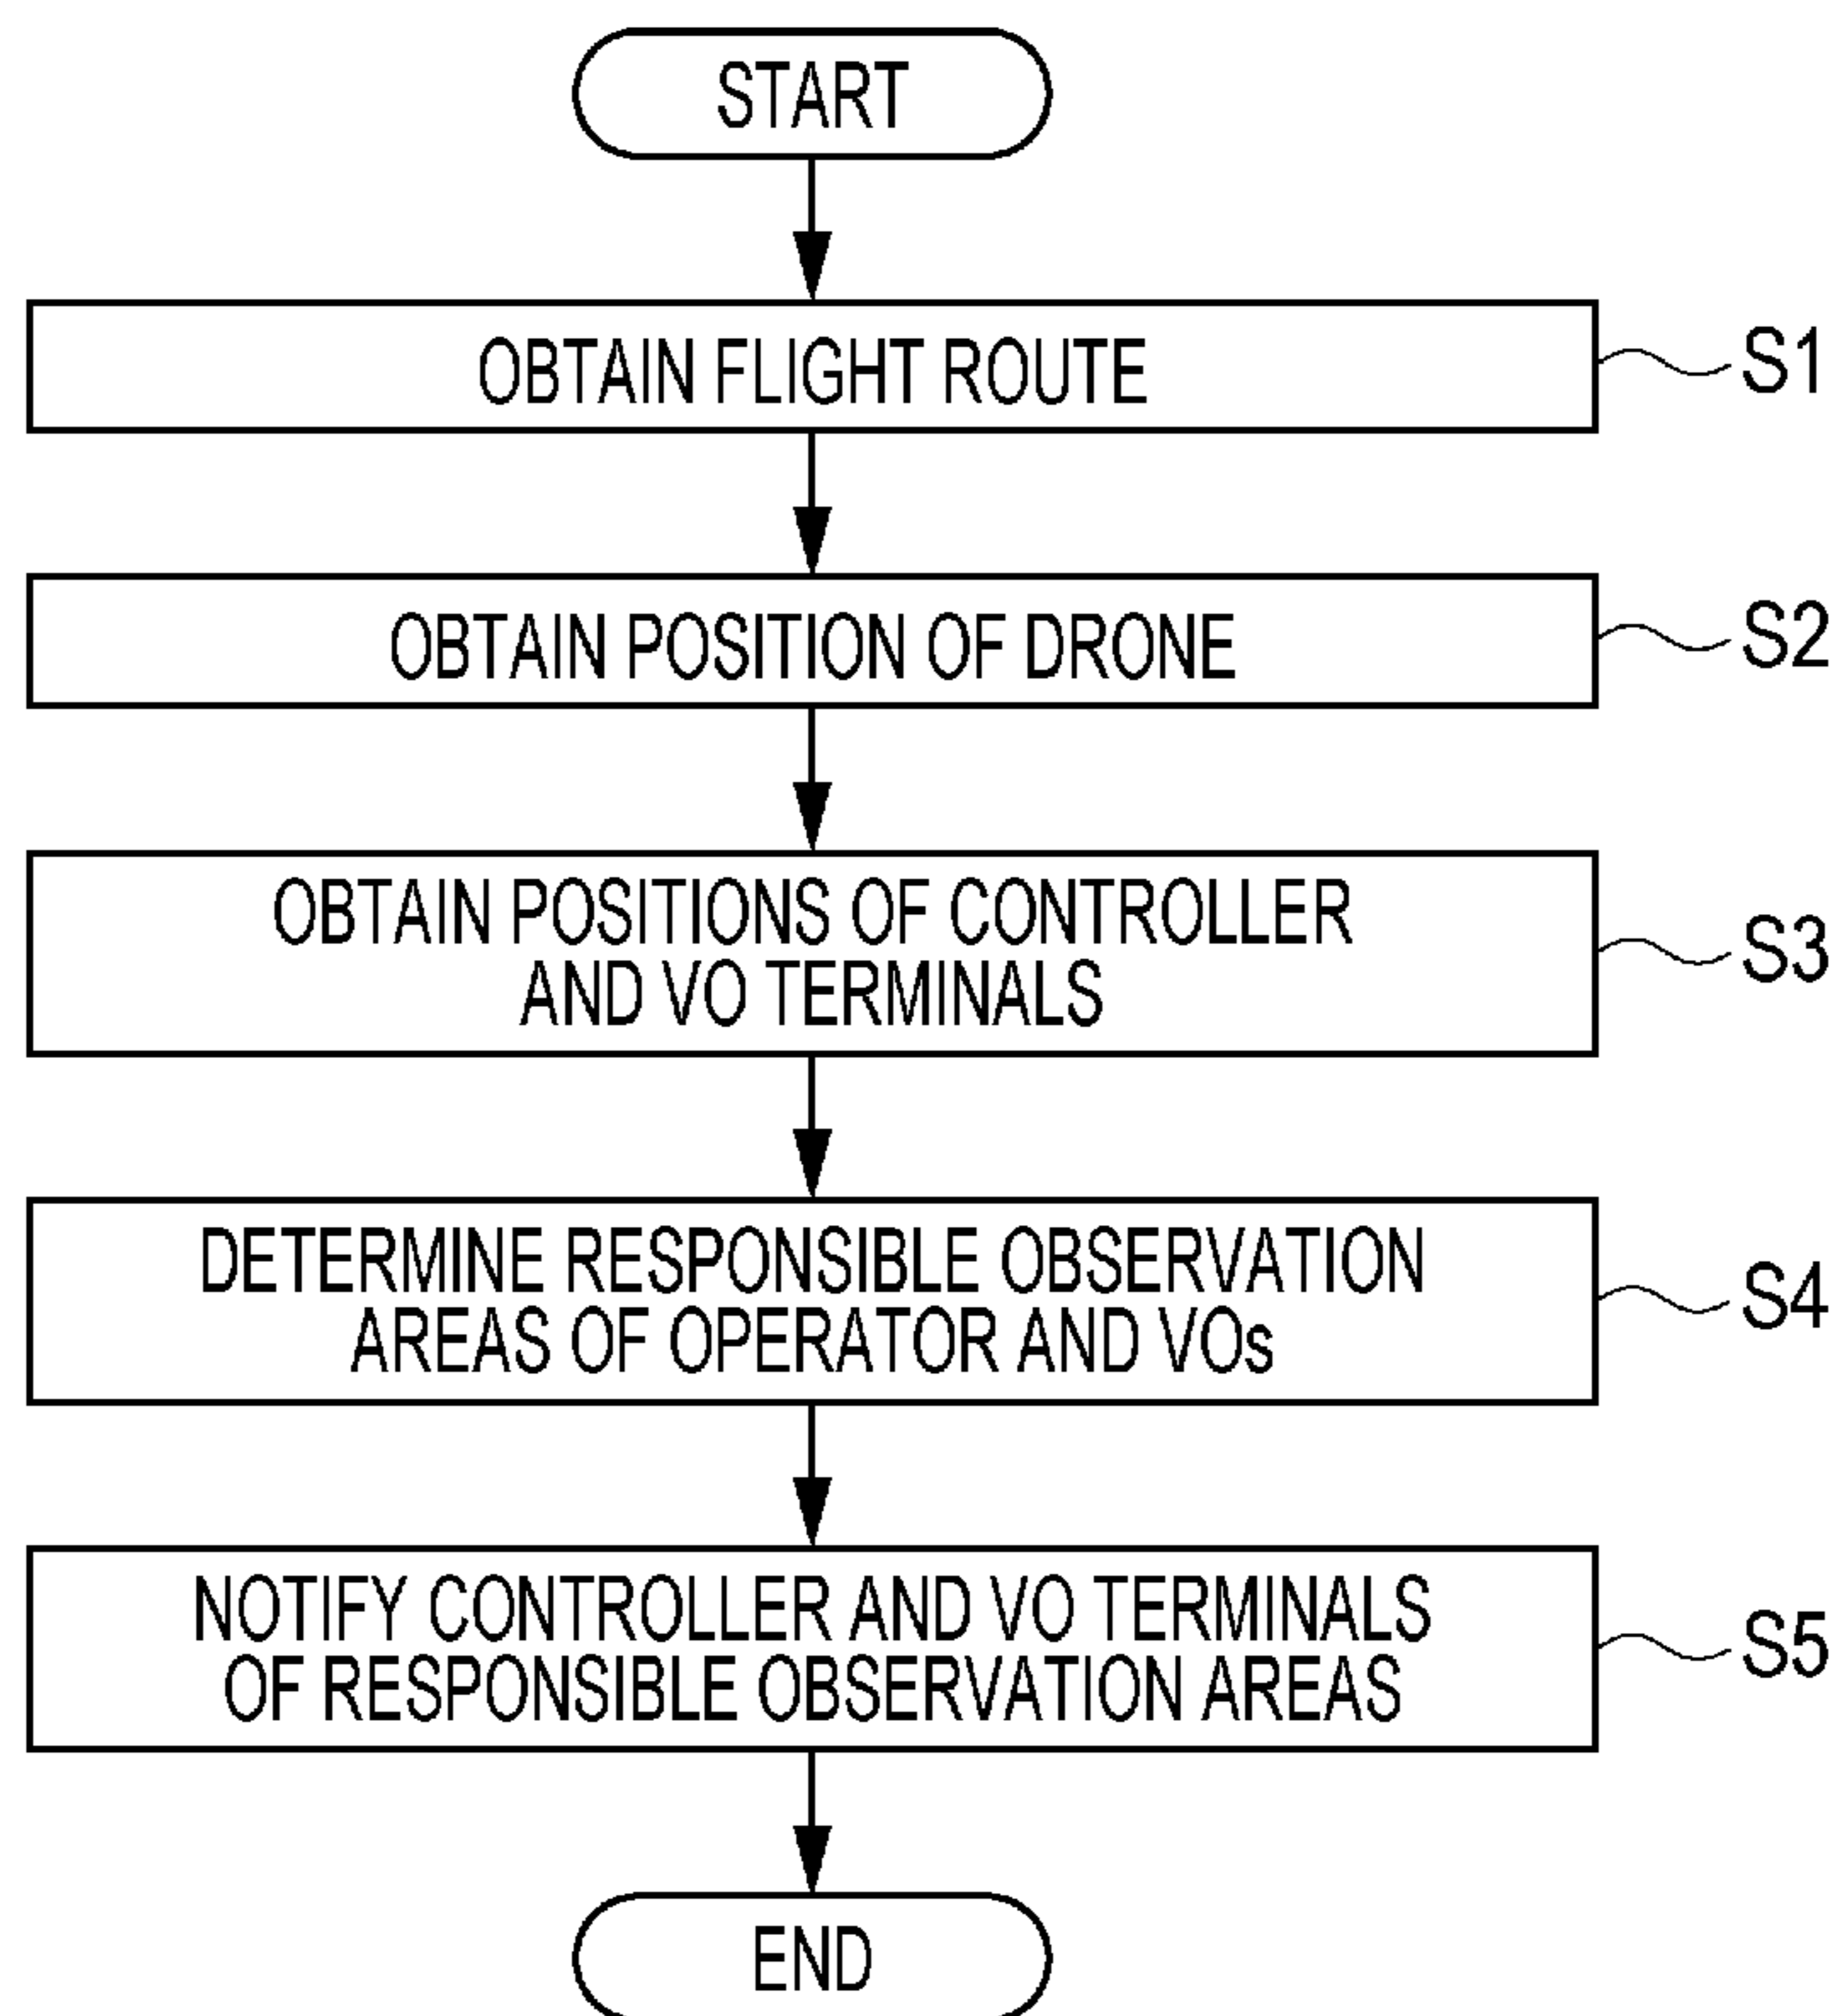 START
OBTAIN FLIGHT ROUTE
S1
OBTAIN POSITION OF DRONE
S2
OBTAIN POSITIONS OF CONTROLLER
AND VO TERMINALS
S3
DETERMINE RESPONSIBLE OBSERVATION
AREAS OF OPERATOR AND VOs
S4
NOTIFY CONTROLLER AND VO TERMINALS
OF RESPONSIBLE OBSERVATION AREAS
S5
END